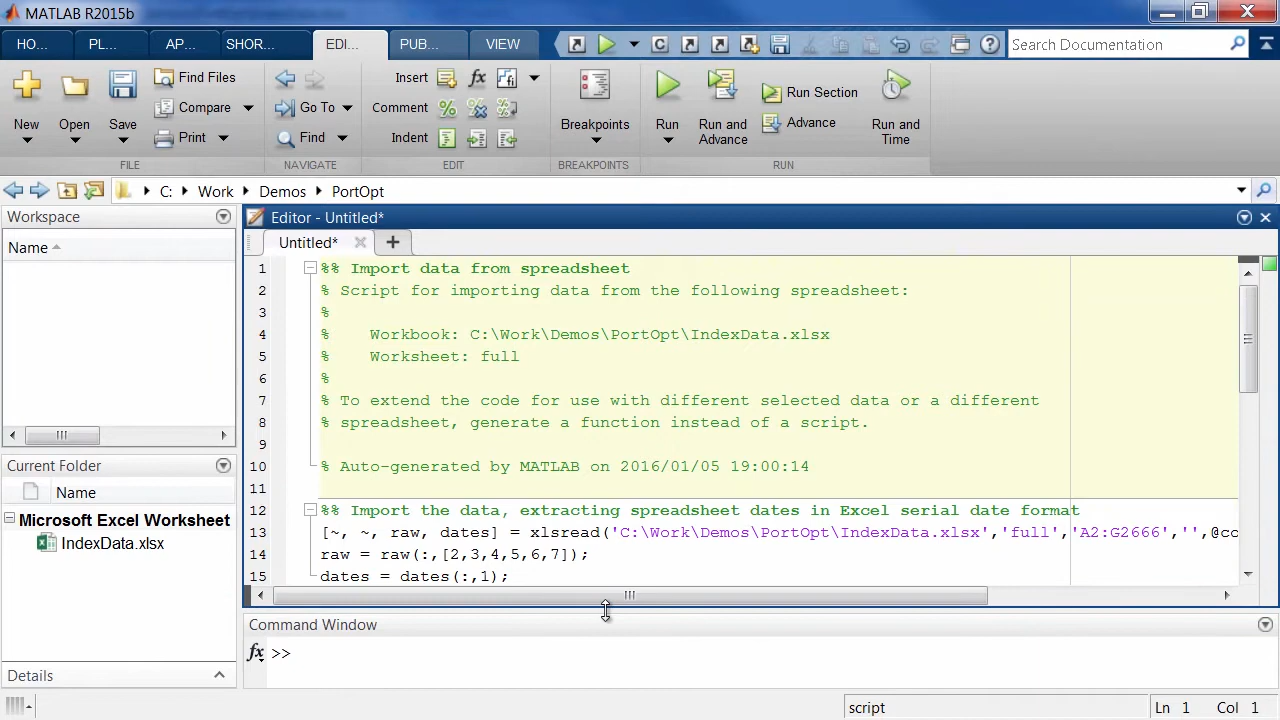 MATLAB R2015b
HO... PL... AP... SHOR... EDI... PUB... VIEW
Search Documentation
New Open Save
Find Files
Compare
Print
Go To
Find
Insert
Comment
Indent
fx
Breakpoints
Run
Run and Advance
Run Section
Advance
Run and Time
FILE NAVIGATE EDIT BREAKPOINTS RUN
C: Work Demos PortOpt
Workspace
Name
Current Folder
Name
Microsoft Excel Worksheet
IndexData.xlsx
Details
Editor - Untitled*
Untitled*
1 %% Import data from spreadsheet
2 % Script for importing data from the following spreadsheet:
3 %
4 %    Workbook: C:\Work\Demos\PortOpt\IndexData.xlsx
5 %    Worksheet: full
6 %
7 % To extend the code for use with different selected data or a different
8 % spreadsheet, generate a function instead of a script.
9
10 % Auto-generated by MATLAB on 2016/01/05 19:00:14
11
12 %% Import the data, extracting spreadsheet dates in Excel serial date format
13 [~, ~, raw, dates] = xlsread('C:\Work\Demos\PortOpt\IndexData.xlsx','full','A2:G2666','',@co
14 raw = raw(:,[2,3,4,5,6,7]);
15 dates = dates(:,1);
Command Window
fx >>
script Ln 1 Col 1